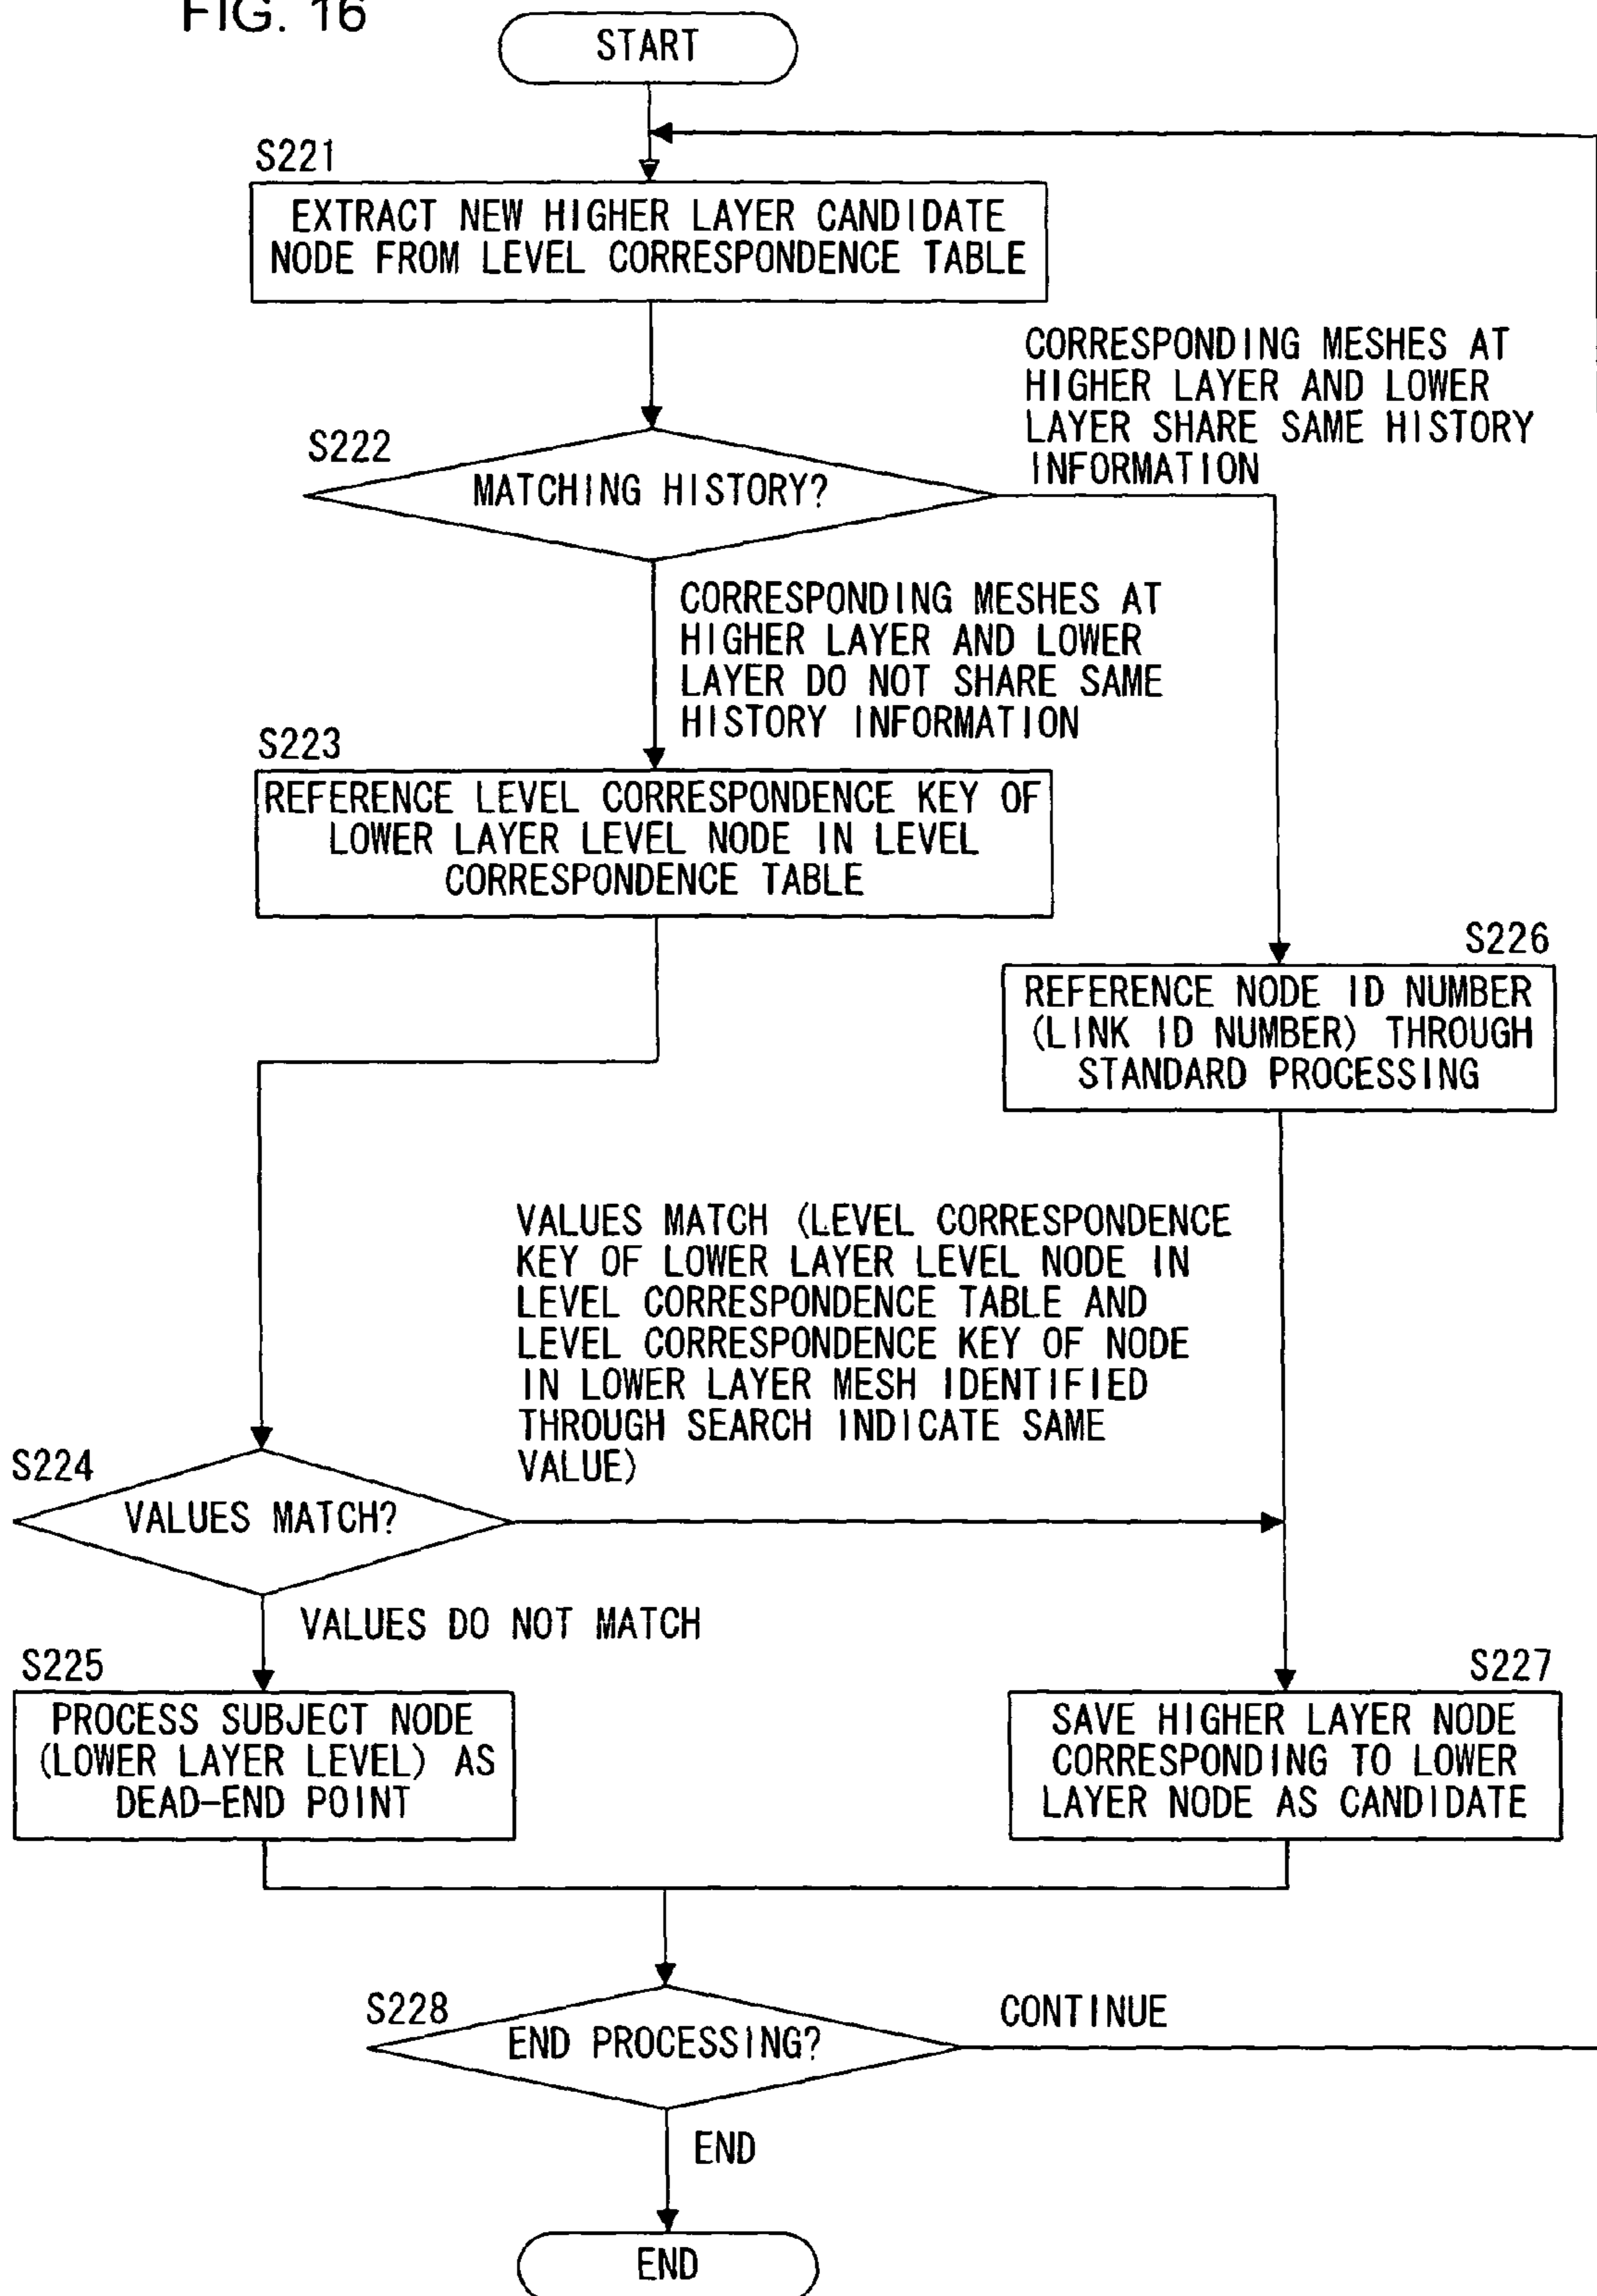 FIG. 16
START
S221
EXTRACT NEW HIGHER LAYER CANDIDATE
NODE FROM LEVEL CORRESPONDENCE TABLE
CORRESPONDING MESHES AT
HIGHER LAYER AND LOWER
LAYER SHARE SAME HISTORY
INFORMATION
S222
MATCHING HISTORY?
CORRESPONDING MESHES AT
HIGHER LAYER AND LOWER
LAYER DO NOT SHARE SAME
HISTORY INFORMATION
S223
REFERENCE LEVEL CORRESPONDENCE KEY OF
LOWER LAYER LEVEL NODE IN LEVEL
CORRESPONDENCE TABLE
S226
REFERENCE NODE ID NUMBER
(LINK ID NUMBER) THROUGH
STANDARD PROCESSING
VALUES MATCH (LEVEL CORRESPONDENCE
KEY OF LOWER LAYER LEVEL NODE IN
LEVEL CORRESPONDENCE TABLE AND
LEVEL CORRESPONDENCE KEY OF NODE
IN LOWER LAYER MESH IDENTIFIED
THROUGH SEARCH INDICATE SAME
VALUE)
S224
VALUES MATCH?
VALUES DO NOT MATCH
S225
PROCESS SUBJECT NODE
(LOWER LAYER LEVEL) AS
DEAD-END POINT
S227
SAVE HIGHER LAYER NODE
CORRESPONDING TO LOWER
LAYER NODE AS CANDIDATE
S228
END PROCESSING?
CONTINUE
END
END